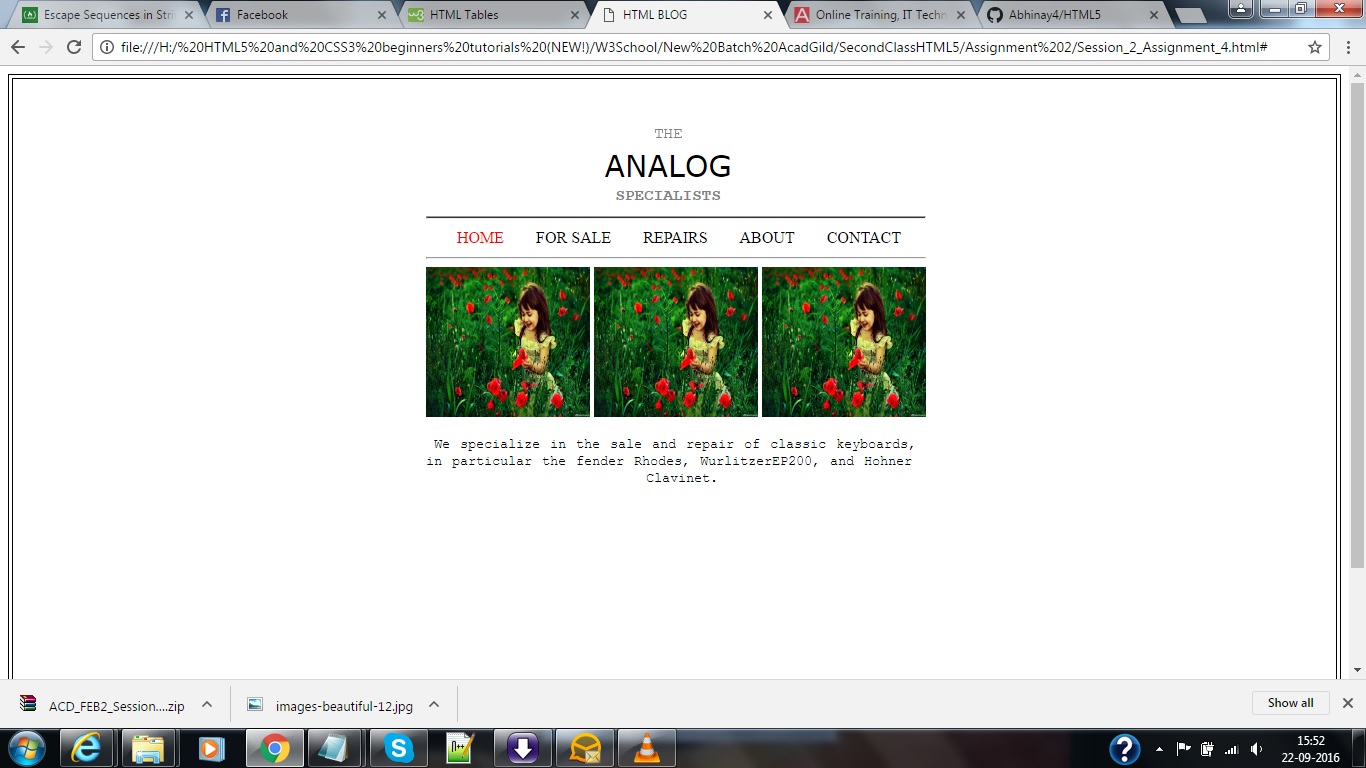 Escape Sequences in Stri
Facebook
HTML Tables
HTML BLOG
Online Training, IT Techn
Abhinay4/HTML5
file:///H:/%20HTML5%20and%20CSS3%20beginners%20tutorials%20(NEW!)/W3School/New%20Batch%20AcadGild/SecondClassHTML5/Assignment%202/Session_2_Assignment_4.html#
THE
ANALOG
SPECIALISTS
HOME FOR SALE REPAIRS ABOUT CONTACT
We specialize in the sale and repair of classic keyboards,
in particular the fender Rhodes, WurlitzerEP200, and Hohner
Clavinet.
ACD_FEB2_Session....zip
images-beautiful-12.jpg
Show all
15:52
22-09-2016